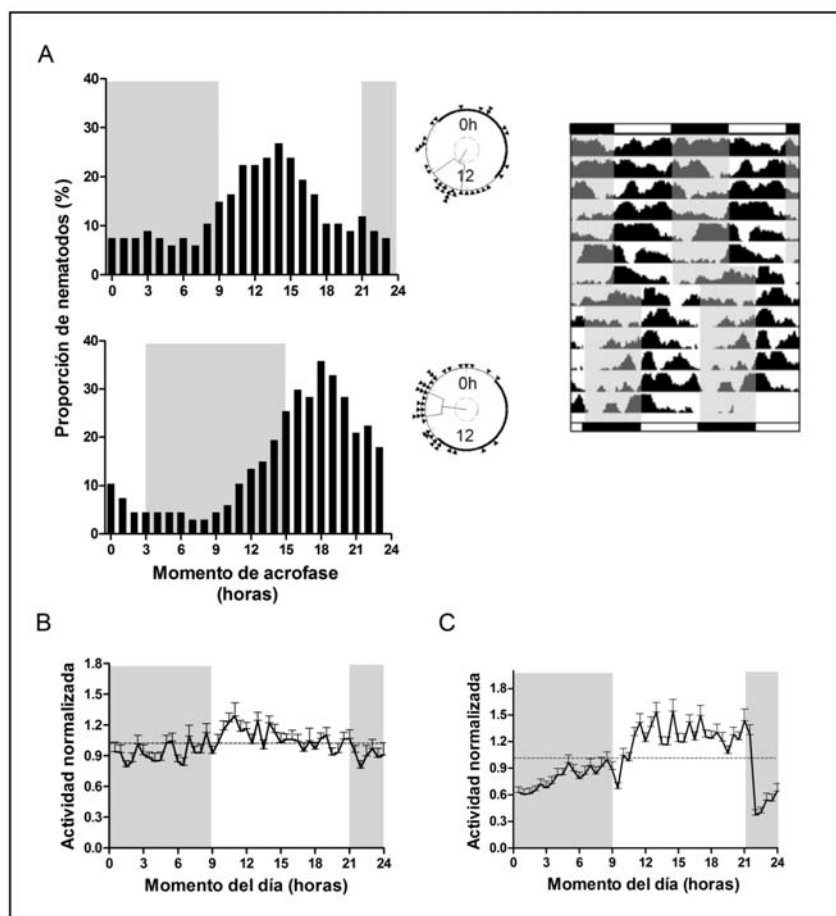 A
Proporción de nematodos (%)
40
30
20
10
0
0 3 6 9 12 15 18 21 24
0h
12
40
30
20
10
0
0 3 6 9 12 15 18 21 24
Momento de acrofase
(horas)
0h
12
B
Actividad normalizada
1.8
1.5
1.2
0.9
0.6
0.3
0.0
0 3 6 9 12 15 18 21 24
Momento del día (horas)
C
Actividad normalizada
1.8
1.5
1.2
0.9
0.6
0.3
0.0
0 3 6 9 12 15 18 21 24
Momento del día (horas)